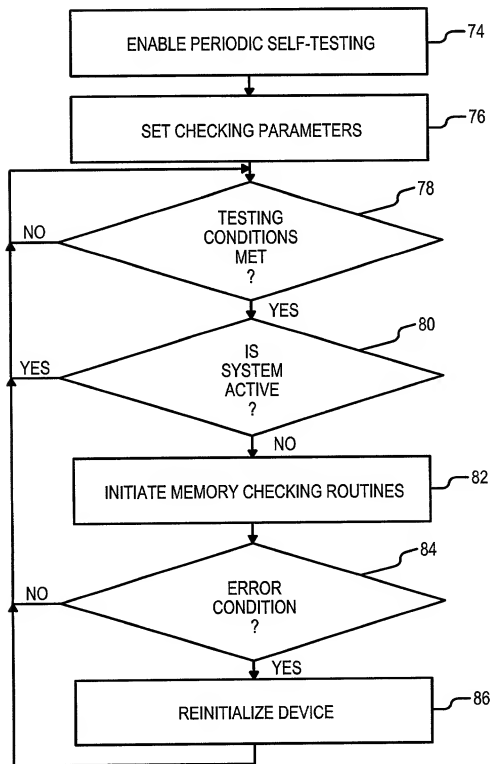 ENABLE PERIODIC SELF-TESTING
74
SET CHECKING PARAMETERS
76
TESTING
CONDITIONS
MET
?
78
NO
YES
IS
SYSTEM
ACTIVE
?
80
YES
NO
INITIATE MEMORY CHECKING ROUTINES
82
ERROR
CONDITION
?
84
NO
YES
REINITIALIZE DEVICE
86